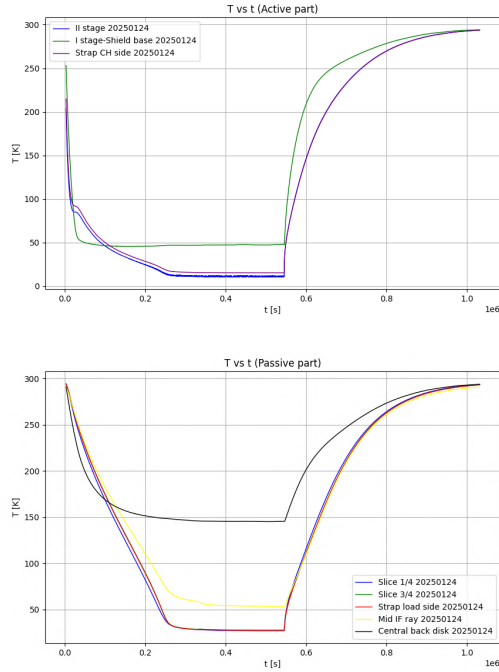 T vs t (Active part)
II stage 20250124
I stage-Shield base 20250124
Strap CH side 20250124
300
250
200
150
100
50
0
T [K]
0.0 0.2 0.4 0.6 0.8 1.0
1e6
t [s]
T vs t (Passive part)
300
250
200
150
100
50
T [K]
Slice 1/4 20250124
Slice 3/4 20250124
Strap load side 20250124
Mid IF ray 20250124
Central back disk 20250124
0.0 0.2 0.4 0.6 0.8 1.0
1e6
t [s]